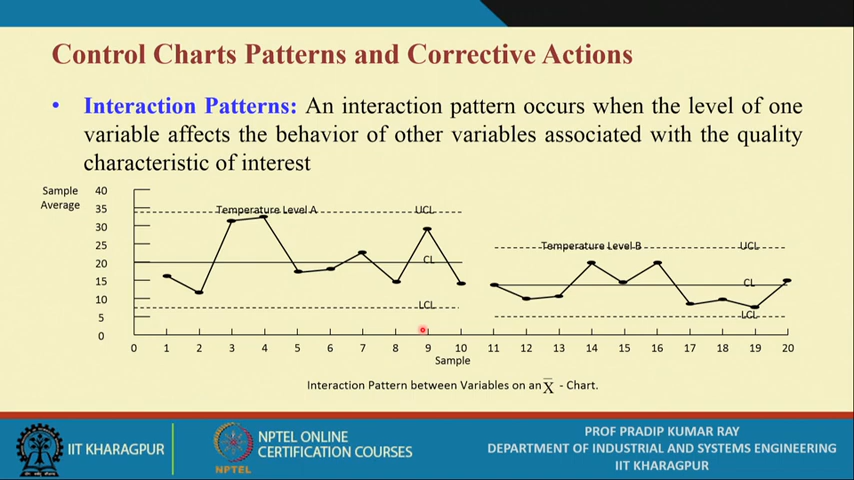 Control Charts Patterns and Corrective Actions
• Interaction Patterns: An interaction pattern occurs when the level of one
variable affects the behavior of other variables associated with the quality
characteristic of interest
Sample
Average
40
35
30
25
20
15
10
5
0
Temperature Level A
UCL
CL
LCL
Temperature Level B
UCL
CL
LCL
0 1 2 3 4 5 6 7 8 9 10 11 12 13 14 15 16 17 18 19 20
Sample
Interaction Pattern between Variables on an X̅ - Chart.
IIT KHARAGPUR
NPTEL
NPTEL ONLINE
CERTIFICATION COURSES
PROF PRADIP KUMAR RAY
DEPARTMENT OF INDUSTRIAL AND SYSTEMS ENGINEERING
IIT KHARAGPUR